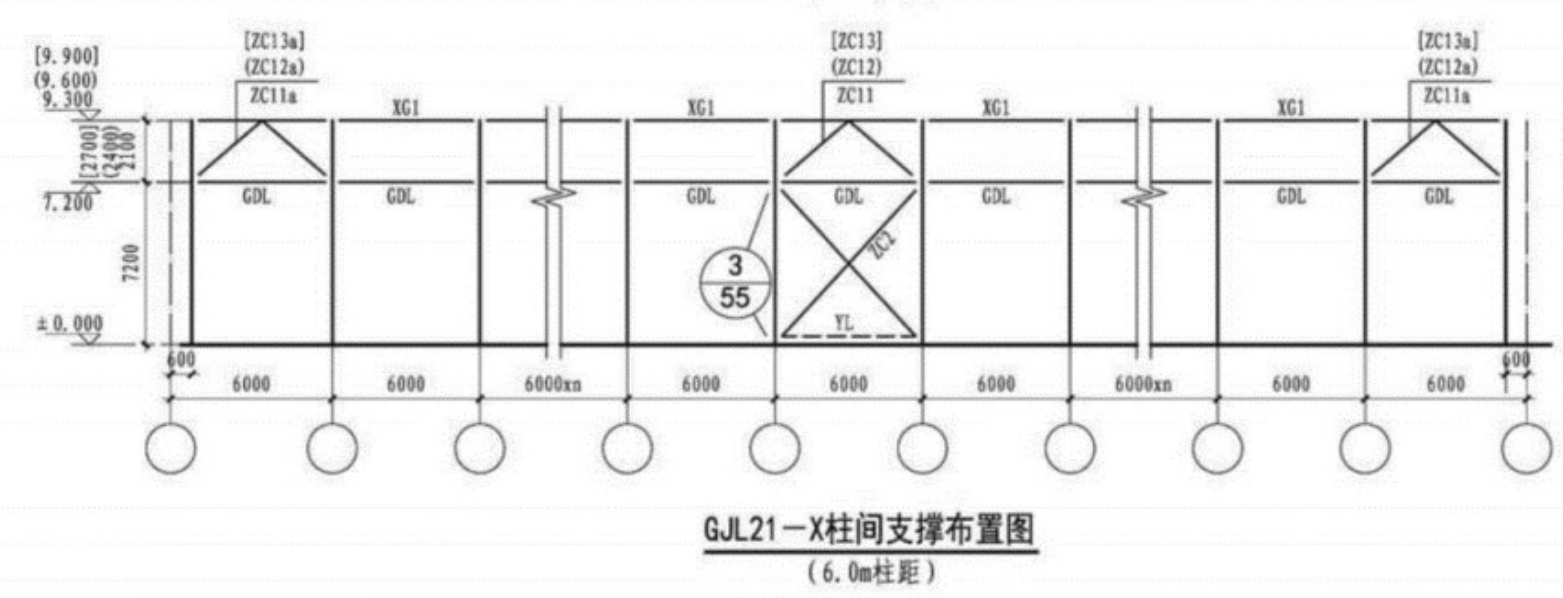 [ZC13a]
(ZC12a)
ZC11a
[ZC13]
(ZC12)
ZC11
[ZC13a]
(ZC12a)
ZC11a
[9.900]
(9.600)
9.300
XG1
XG1
XG1
XG1
[2700]
(2400)
2100
7.200
GDL
GDL
GDL
GDL
GDL
GDL
GDL
7200
ZC2
3
55
±0.000
YL
600
600
6000
6000
6000xn
6000
6000
6000
6000xn
6000
6000
GJL21-X柱间支撑布置图
(6.0m柱距)